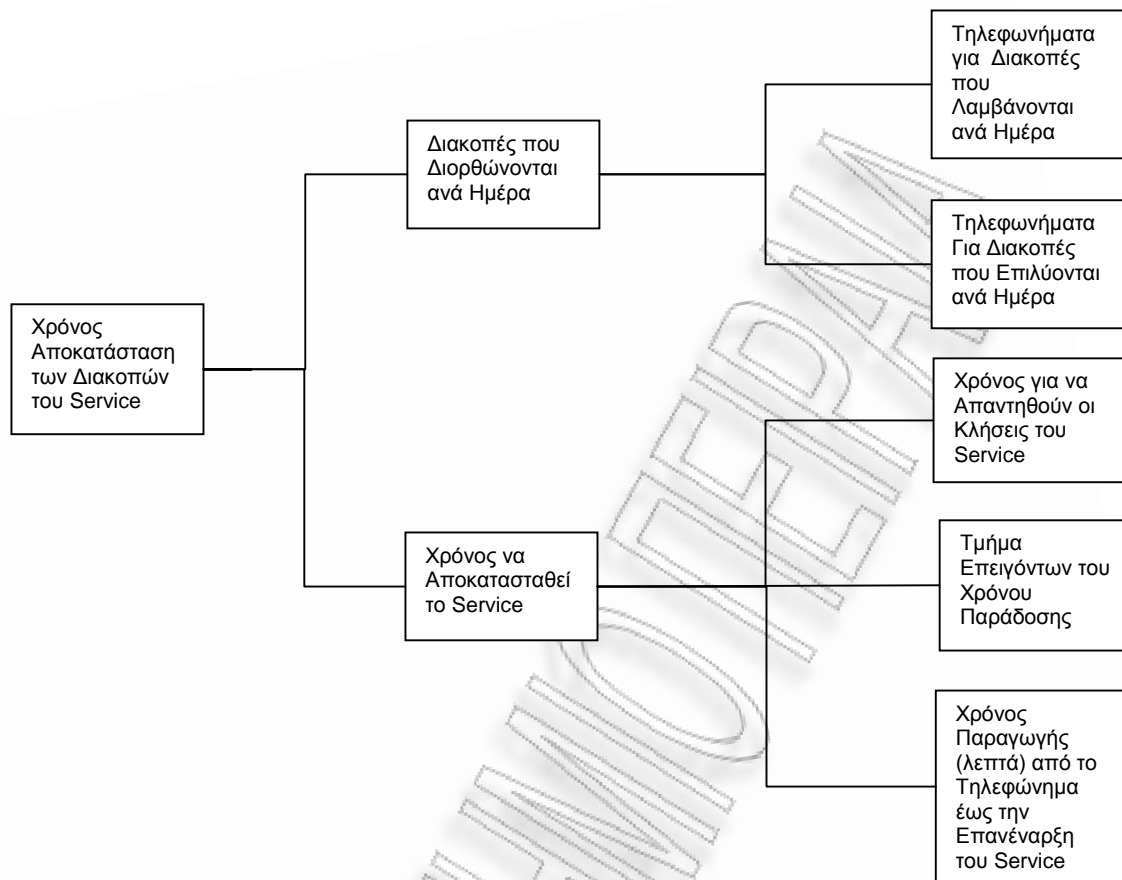 Τηλεφωνήματα
για Διακοπές
που
Λαμβάνονται
ανά Ημέρα
Διακοπές που
Διορθώνονται
ανά Ημέρα
Τηλεφωνήματα
Για Διακοπές
που Επιλύονται
ανά Ημέρα
Χρόνος
Αποκατάσταση
των Διακοπών
του Service
Χρόνος για να
Απαντηθούν οι
Κλήσεις του
Service
Χρόνος να
Αποκατασταθεί
το Service
Τμήμα
Επειγόντων του
Χρόνου
Παράδοσης
Χρόνος
Παραγωγής
(λεπτά) από το
Τηλεφώνημα
έως την
Επανέναρξη
του Service